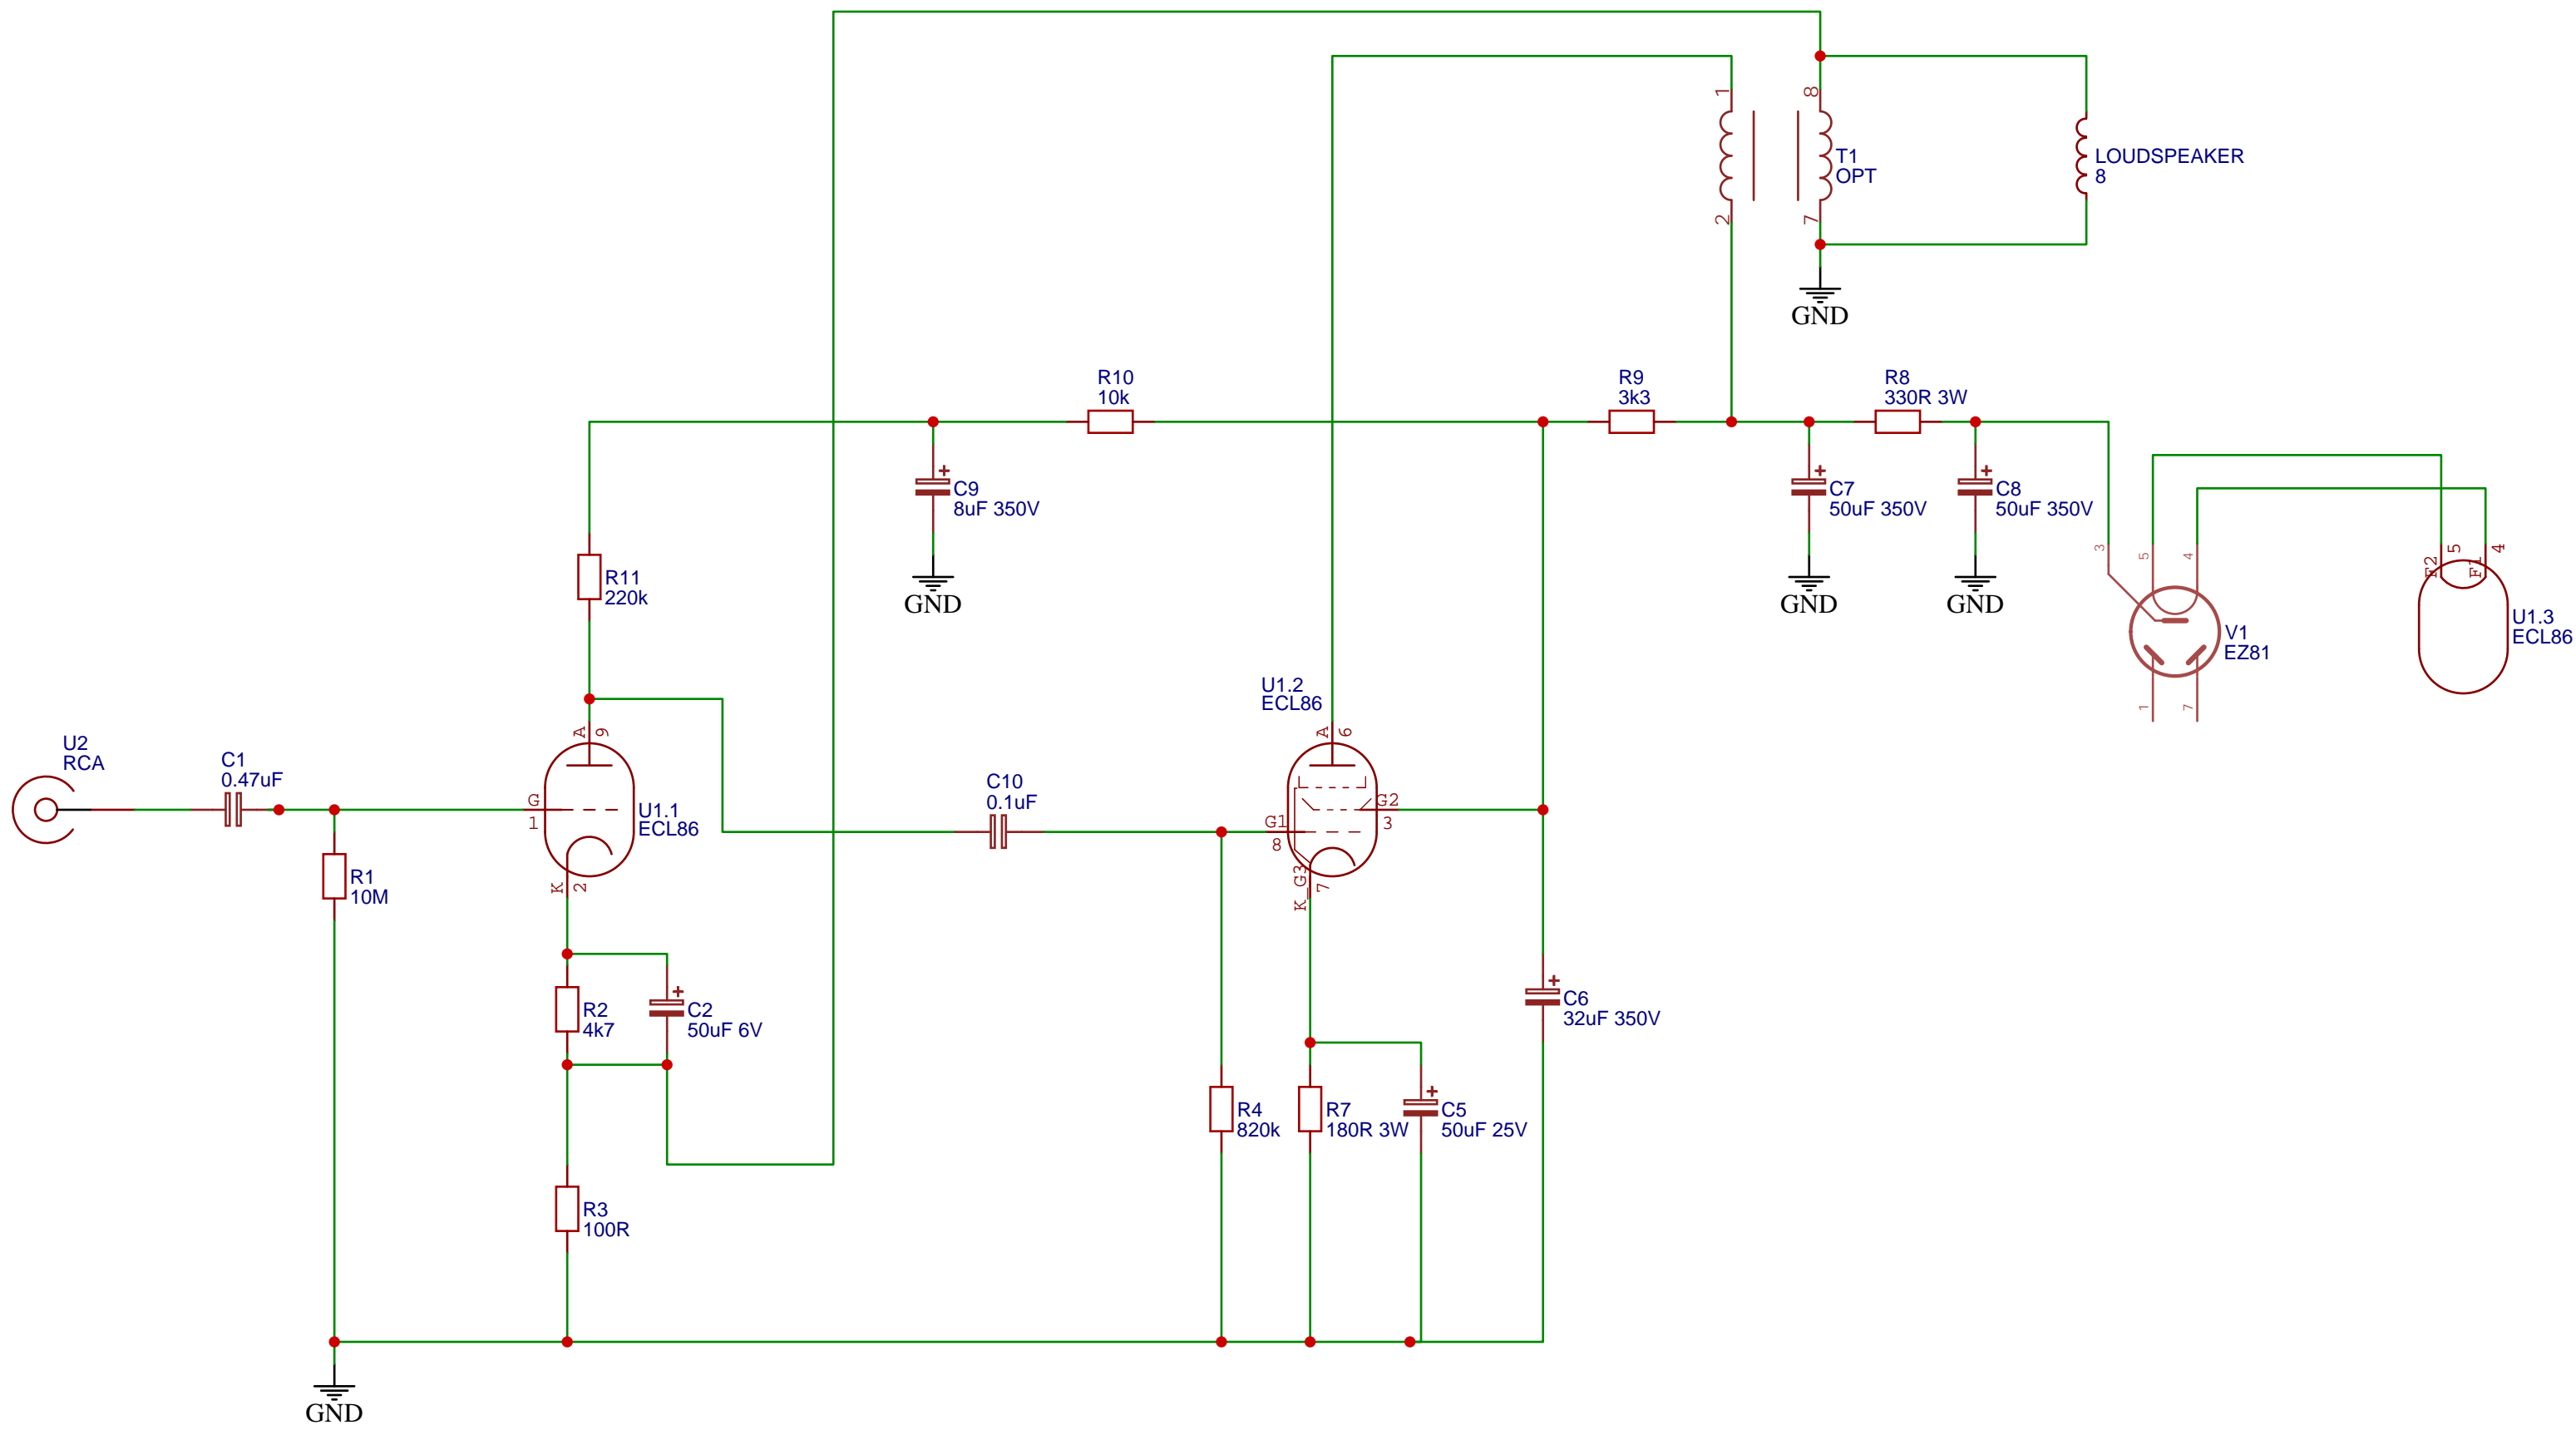 1
8
T1
OPT
LOUDSPEAKER
8
2
7
GND
R10
10k
R9
3k3
R8
330R 3W
+
C9
8uF 350V
GND
+
C7
50uF 350V
GND
+
C8
50uF 350V
GND
3
5
4
V1
EZ81
1
7
F2
5
F1
4
U1.3
ECL86
R11
220k
U2
RCA
C1
0.47uF
A
9
G
1
U1.1
ECL86
K
2
R1
10M
C10
0.1uF
U1.2
ECL86
A
6
G2
3
G1
8
K_G3
7
R2
4k7
+
C2
50uF 6V
+
C6
32uF 350V
R4
820k
R7
180R 3W
+
C5
50uF 25V
R3
100R
GND